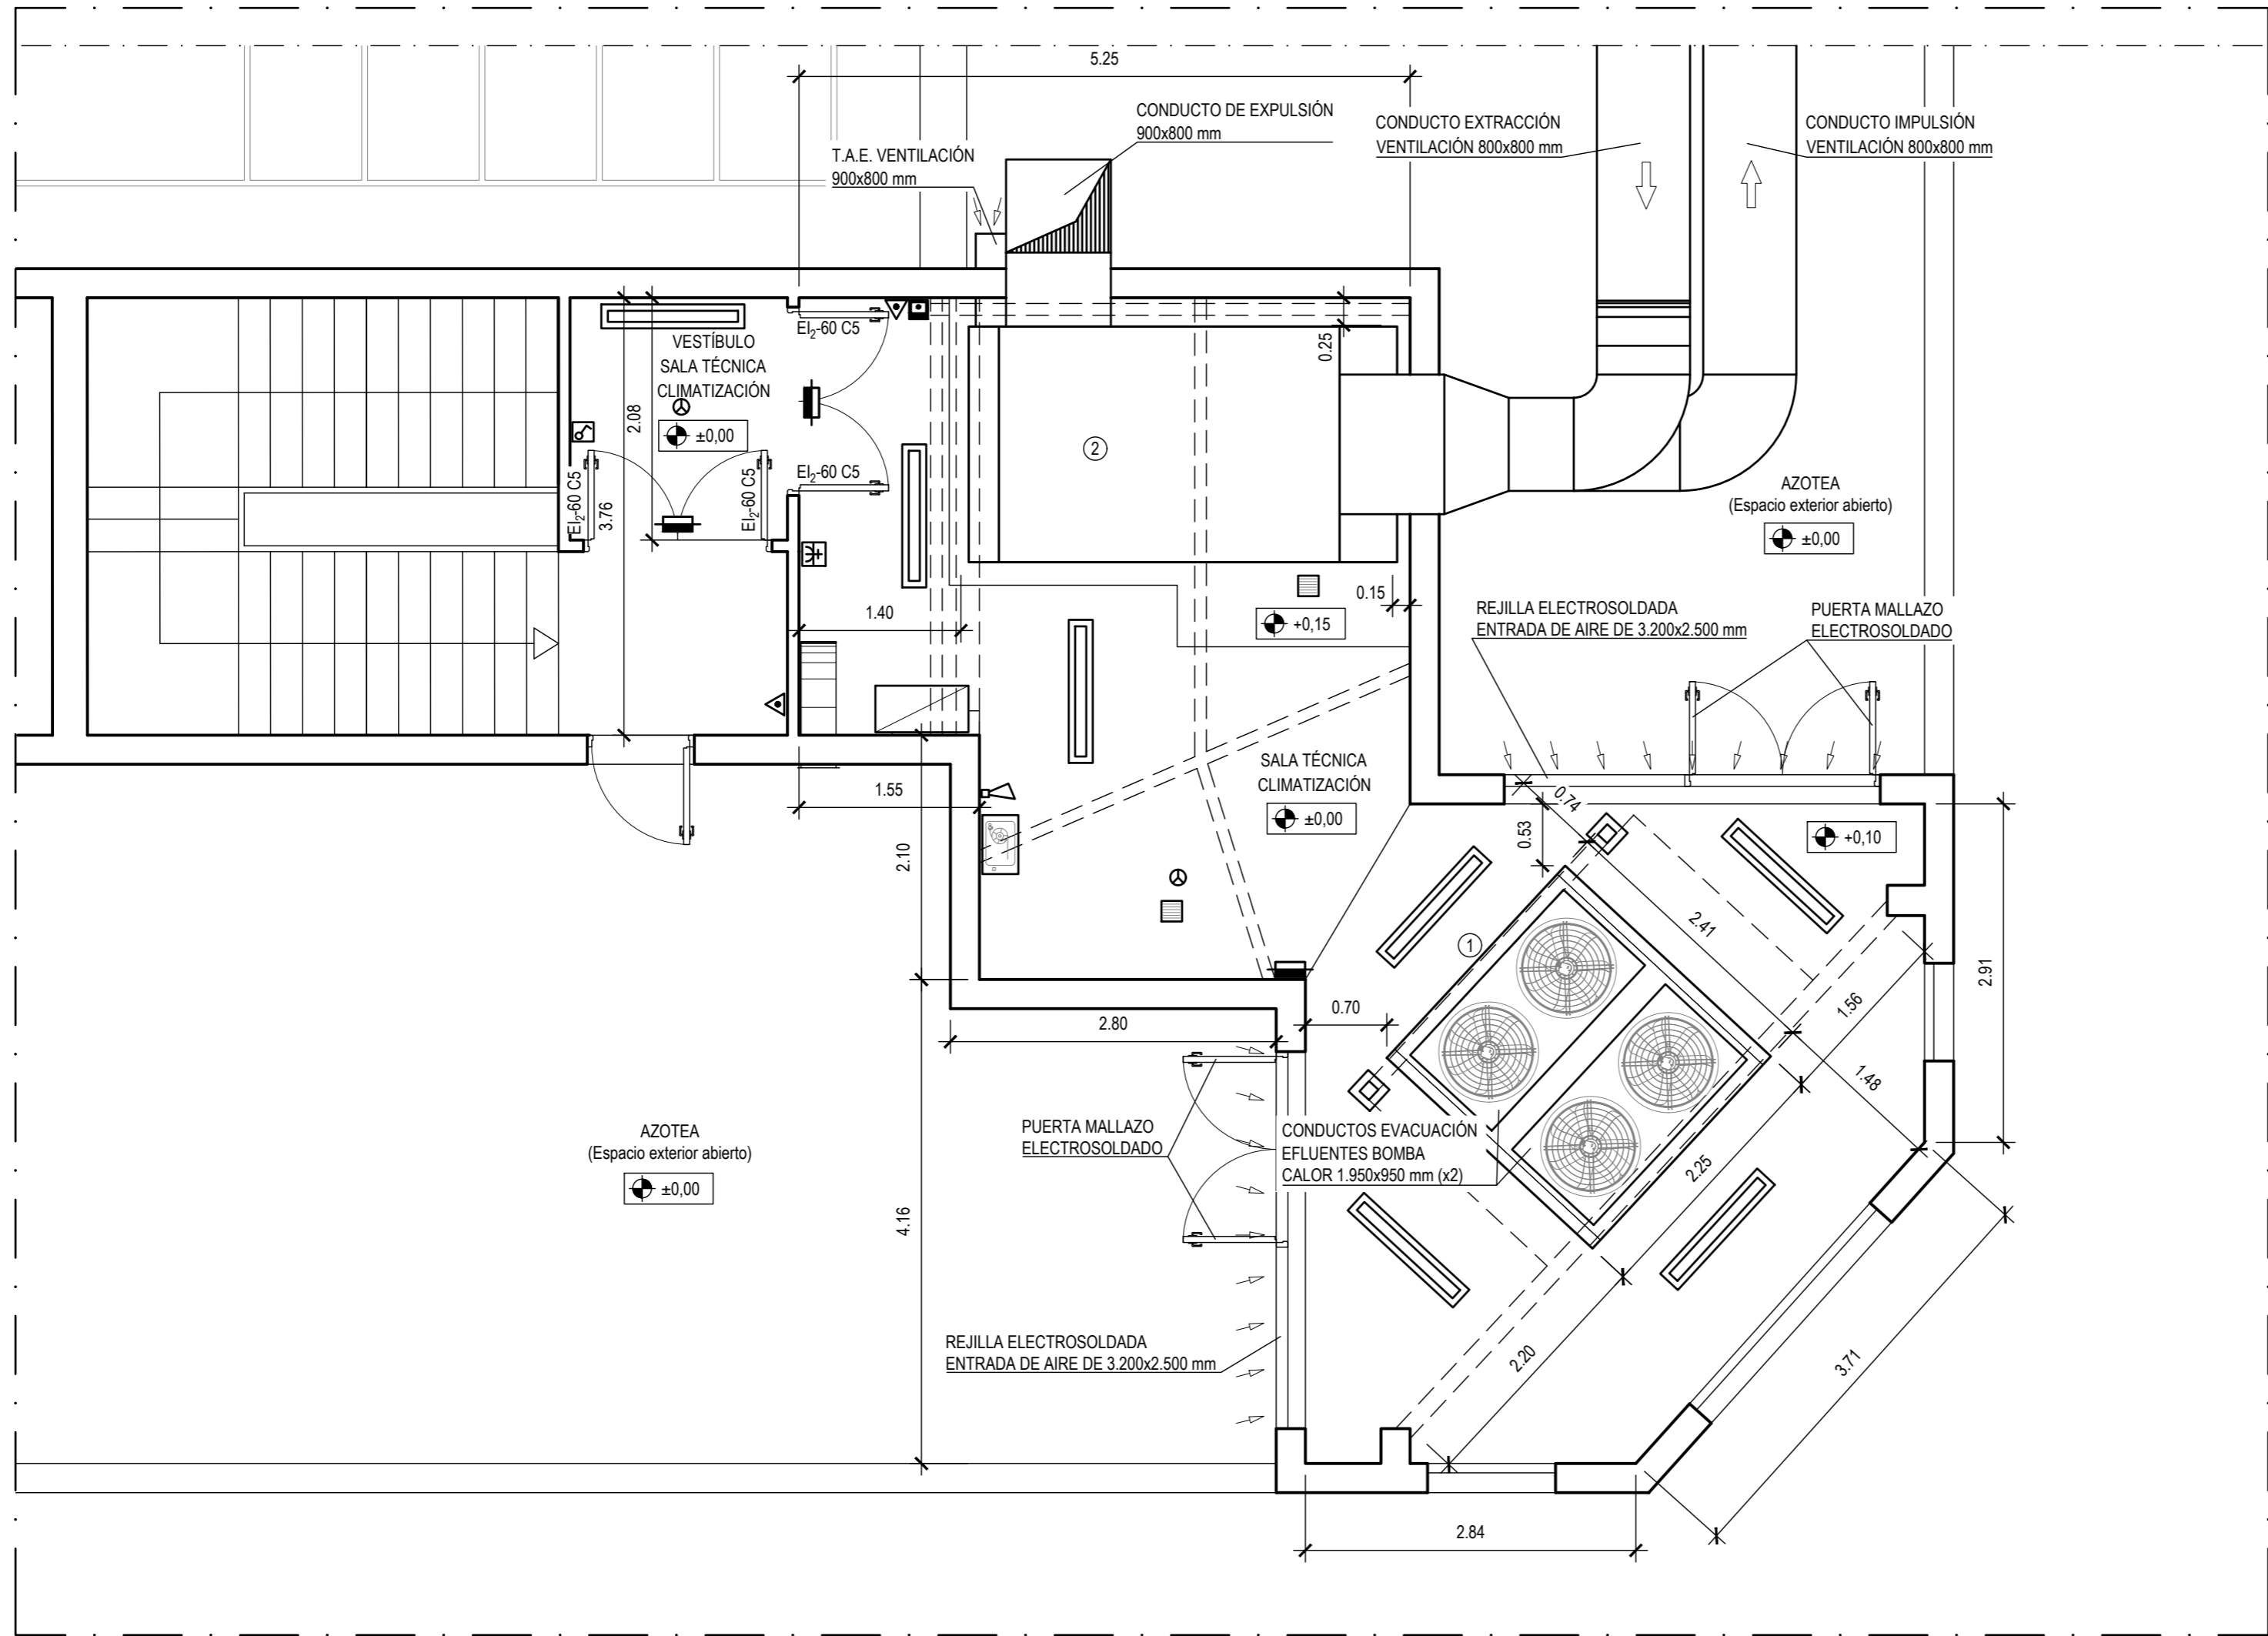 5.25
CONDUCTO DE EXPULSIÓN
900x800 mm
CONDUCTO EXTRACCIÓN
VENTILACIÓN 800x800 mm
CONDUCTO IMPULSIÓN
VENTILACIÓN 800x800 mm
T.A.E. VENTILACIÓN
900x800 mm
EI2-60 C5
VESTÍBULO
SALA TÉCNICA
CLIMATIZACIÓN
±0,00
2.08
3.76
EI2-60 C5
EI2-60 C5
EI2-60 C5
0.25
2
AZOTEA
(Espacio exterior abierto)
±0,00
1.40
0.15
+0,15
REJILLA ELECTROSOLDADA
ENTRADA DE AIRE DE 3.200x2.500 mm
PUERTA MALLAZO
ELECTROSOLDADO
SALA TÉCNICA
CLIMATIZACIÓN
±0,00
1.55
2.10
0.74
0.53
+0,10
2.41
1
2.91
1.56
1.48
0.70
2.80
PUERTA MALLAZO
ELECTROSOLDADO
CONDUCTOS EVACUACIÓN
EFLUENTES BOMBA
CALOR 1.950x950 mm (x2)
AZOTEA
(Espacio exterior abierto)
±0,00
4.16
2.25
REJILLA ELECTROSOLDADA
ENTRADA DE AIRE DE 3.200x2.500 mm
2.20
3.71
2.84